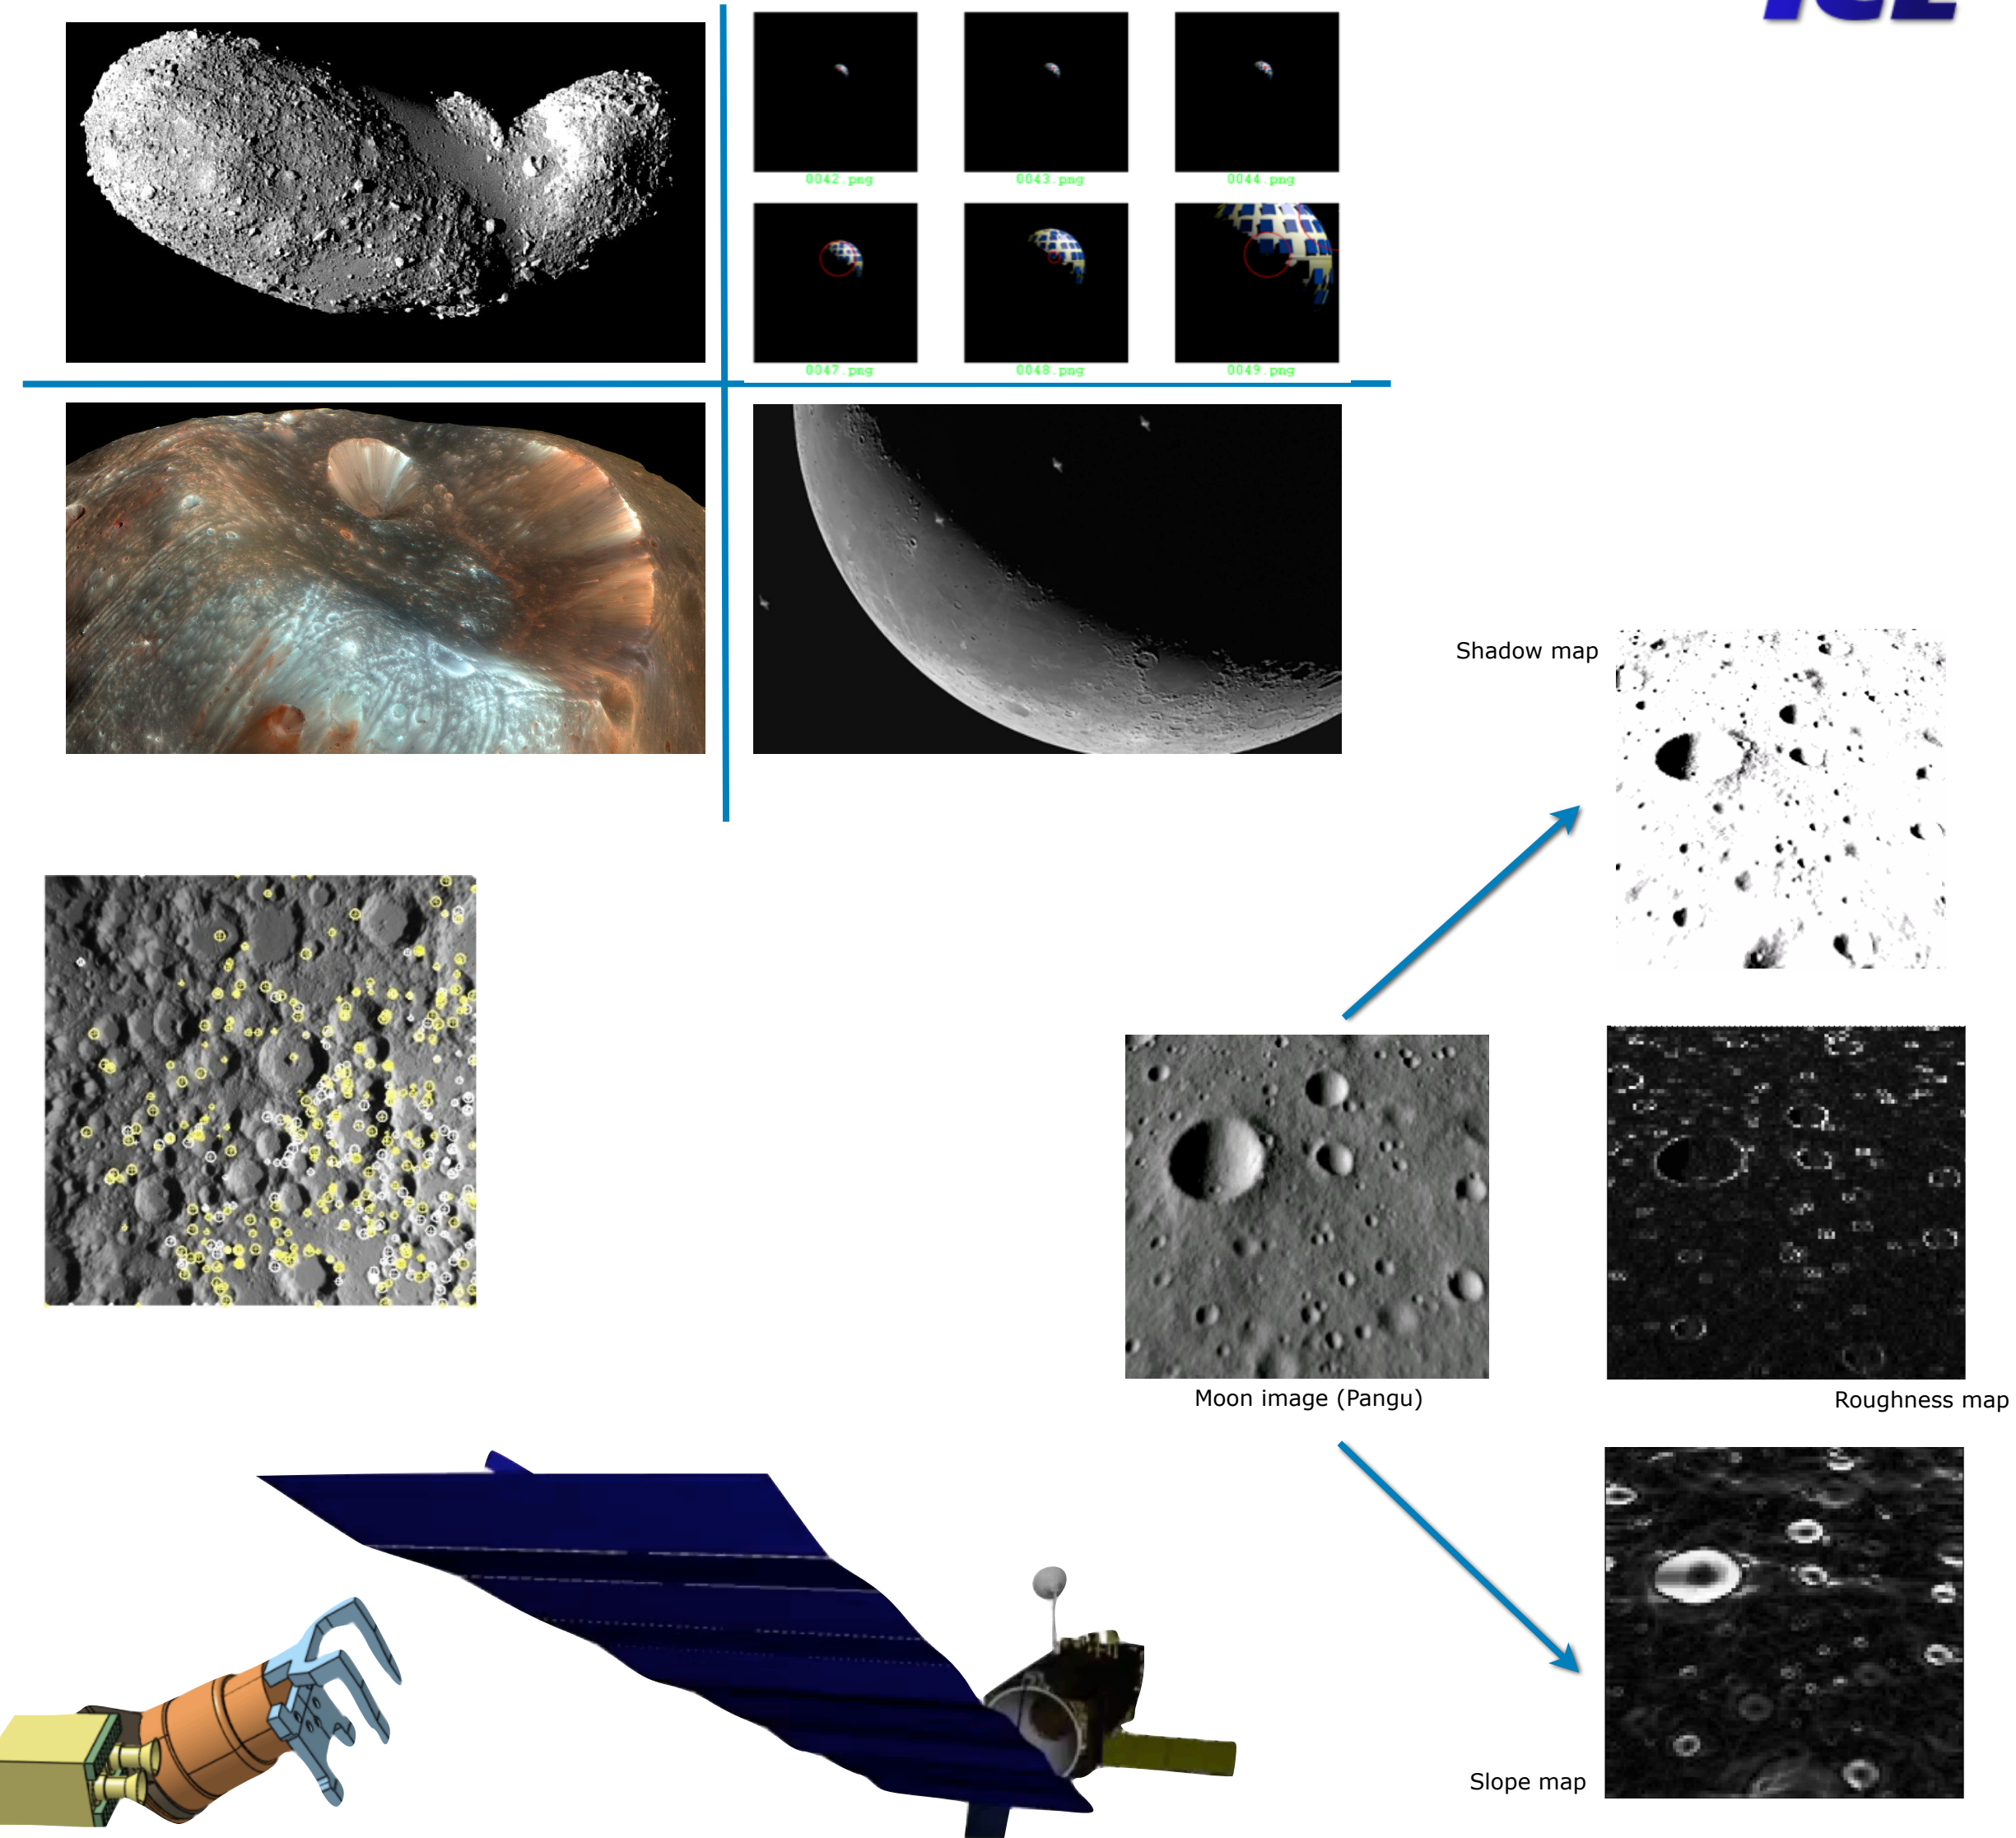 0042.png
0043.png
0044.png
0047.png
0048.png
0049.png
Shadow map
Moon image (Pangu)
Roughness map
Slope map